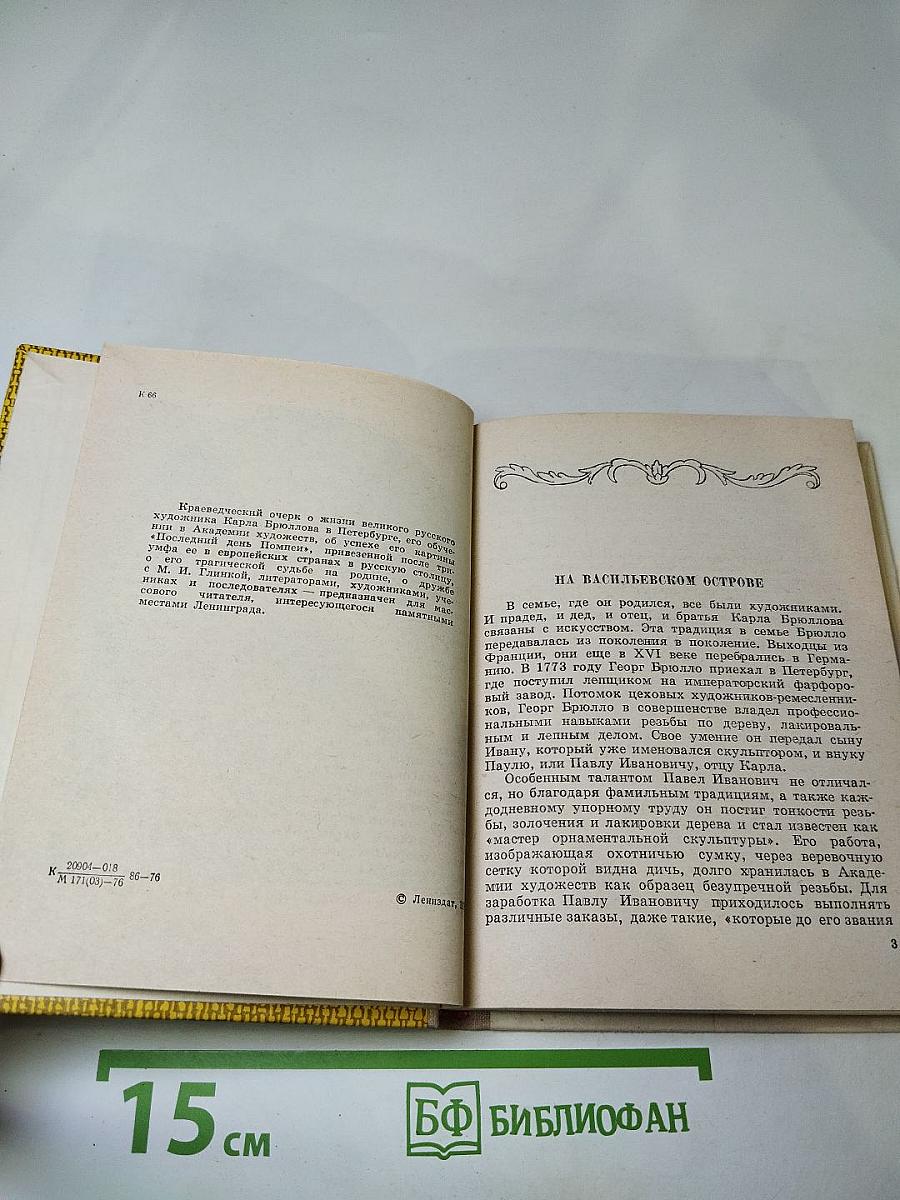 К 66
Краеведческий очерк о жизни великого русского
художника Карла Брюллова в Петербурге, его обуче-
нии в Академии художеств, об успехе его картины
«Последний день Помпеи», привезенной после три-
умфа ее в европейских странах в русскую столицу,
о его трагической судьбе на родине, о дружбе
с М. И. Глинкой, литераторами, художниками, уче-
никах и последователях — предназначен для мас-
сового читателя, интересующегося памятными
местами Ленинграда.
К 20904—018 86—76
М 171(03)—76
© Лениздат,
НА ВАСИЛЬЕВСКОМ ОСТРОВЕ
В семье, где он родился, все были художниками.
И прадед, и дед, и отец, и братья Карла Брюллова
связаны с искусством. Эта традиция в семье Брюлло
передавалась из поколения в поколение. Выходцы из
Франции, они еще в XVI веке перебрались в Герма-
нию. В 1773 году Георг Брюлло приехал в Петербург,
где поступил лепщиком на императорский фарфоро-
вый завод. Потомок цеховых художников-ремесленни-
ков, Георг Брюлло в совершенстве владел профессио-
нальными навыками резьбы по дереву, лакироваль-
ным и лепным делом. Свое умение он передал сыну
Ивану, который уже именовался скульптором, и внуку
Паулю, или Павлу Ивановичу, отцу Карла.
Особенным талантом Павел Иванович не отличал-
ся, но благодаря фамильным традициям, а также каж-
додневному упорному труду он постиг тонкости резь-
бы, золочения и лакировки дерева и стал известен как
«мастер орнаментальной скульптуры». Его работа,
изображающая охотничью сумку, через веревочную
сетку которой видна дичь, долго хранилась в Акаде-
мии художеств как образец безупречной резьбы. Для
заработка Павлу Ивановичу приходилось выполнять
различные заказы, даже такие, «которые до его звания
3
15 см
БФ БИБЛИОФАН